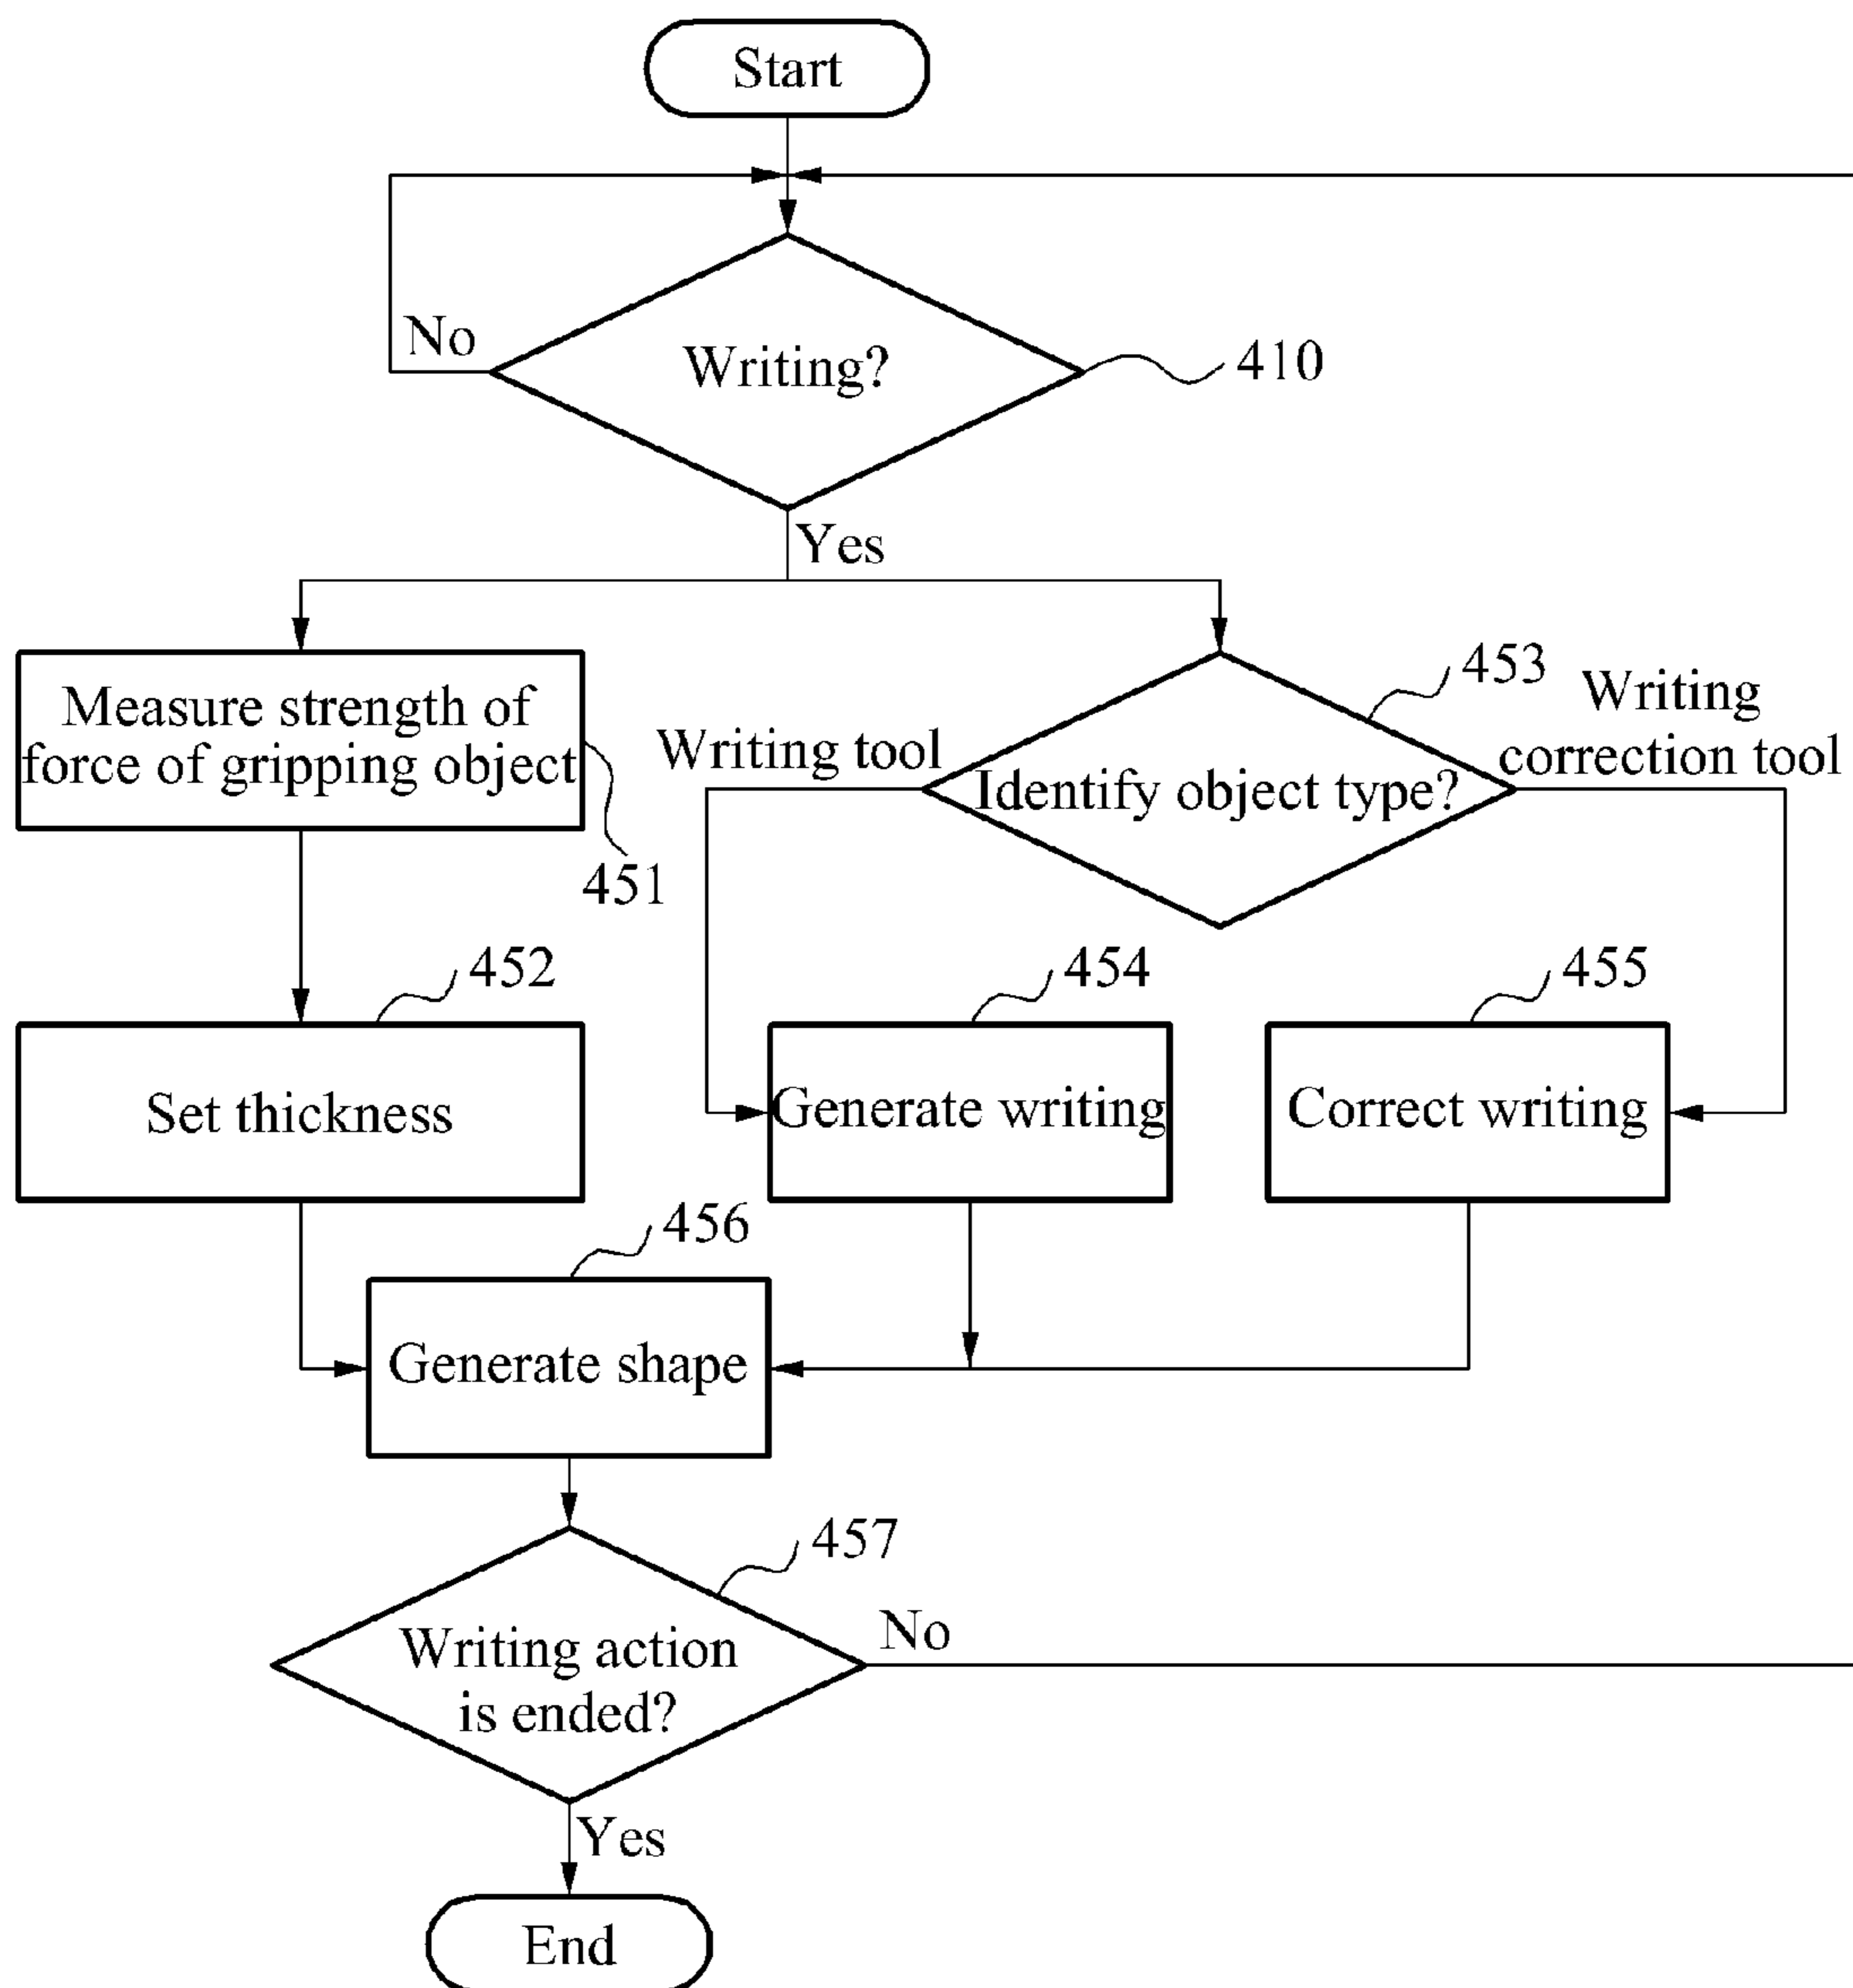 Start
No
Writing?
410
Yes
Measure strength of
force of gripping object
451
453
Writing tool
Identify object type?
Writing
correction tool
452
Set thickness
454
Generate writing
455
Correct writing
456
Generate shape
457
Writing action
is ended?
No
Yes
End